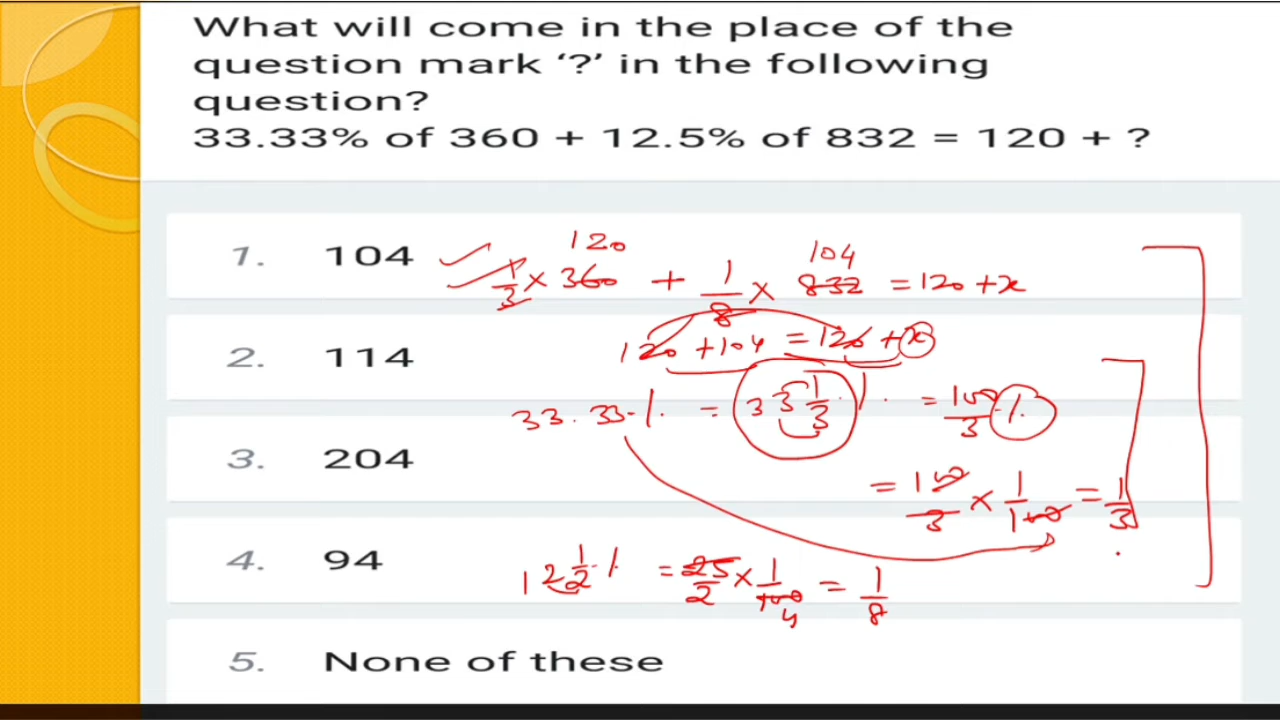 What will come in the place of the
question mark ‘?’ in the following
question?
33.33% of 360 + 12.5% of 832 = 120 + ?
1. 104
120 104
1/3 × 360 + 1/8 × 832 = 120 + x
2. 114
120 + 104 = 120 + x
33.33% = 33 1/3 % = 100/3 %
3. 204
= 100/3 × 1/100 = 1/3
4. 94
12 1/2 % = 25/2 × 1/100 = 1/8
4
5. None of these